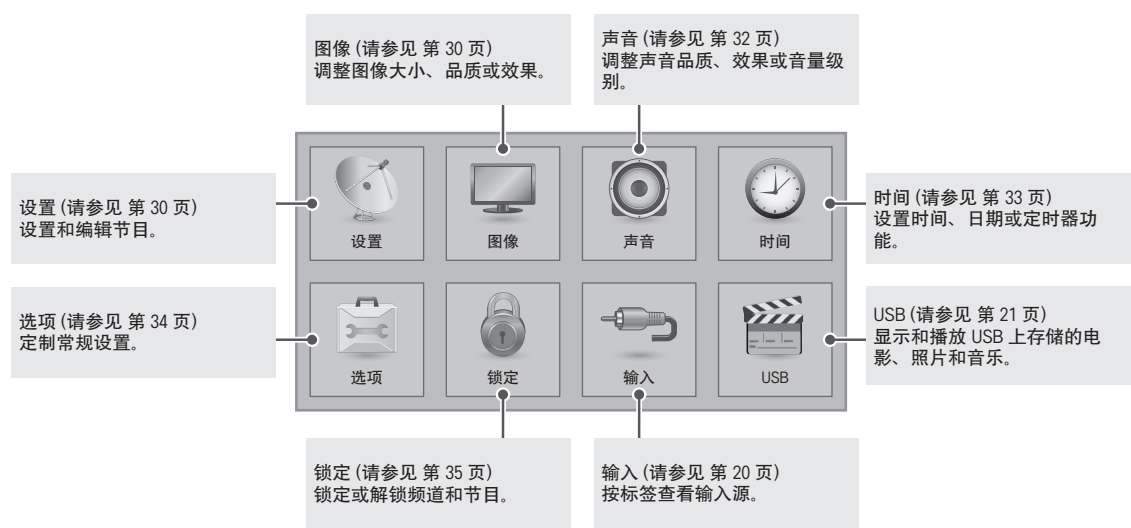 图像 (请参见 第 30 页)
调整图像大小、品质或效果。
声音 (请参见 第 32 页)
调整声音品质、效果或音量级
别。
设置 (请参见 第 30 页)
设置和编辑节目。
设置
图像
声音
时间
时间 (请参见 第 33 页)
设置时间、日期或定时器功
能。
选项 (请参见 第 34 页)
定制常规设置。
选项
锁定
输入
USB
USB (请参见 第 21 页)
显示和播放 USB 上存储的电
影、照片和音乐。
锁定 (请参见 第 35 页)
锁定或解锁频道和节目。
输入 (请参见 第 20 页)
按标签查看输入源。